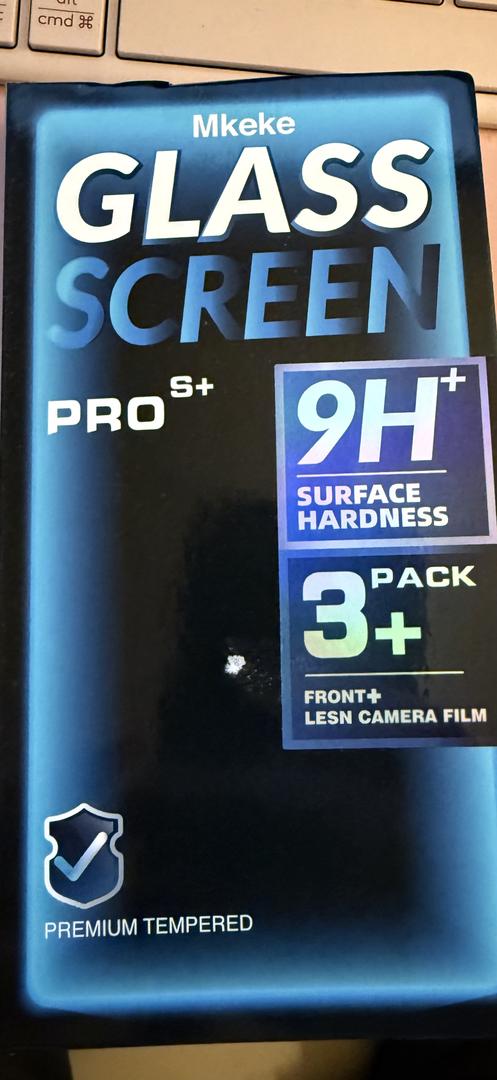 cmd ⌘
Mkeke
GLASS
SCREEN
PRO S+
9H+
SURFACE
HARDNESS
3 PACK
+
FRONT+
LESN CAMERA FILM
PREMIUM TEMPERED